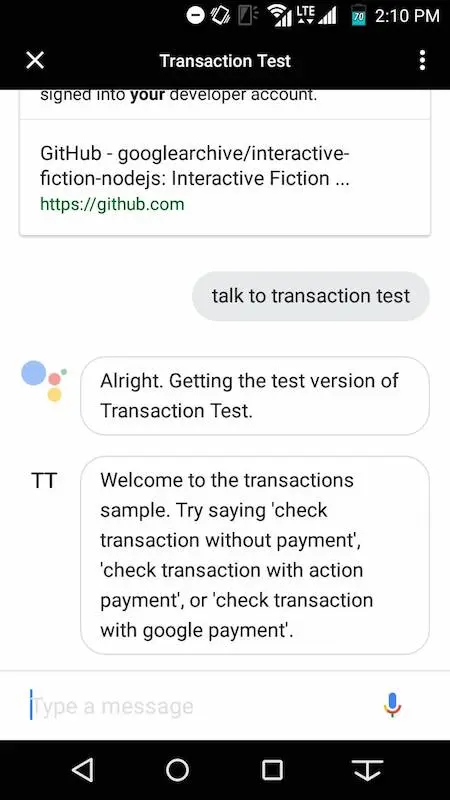 LTE 70 2:10 PM
Transaction Test
signed into your developer account.
GitHub - googlearchive/interactive-
fiction-nodejs: Interactive Fiction ...
https://github.com
talk to transaction test
Alright. Getting the test version of
Transaction Test.
TT
Welcome to the transactions
sample. Try saying 'check
transaction without payment',
'check transaction with action
payment', or 'check transaction
with google payment'.
Type a message